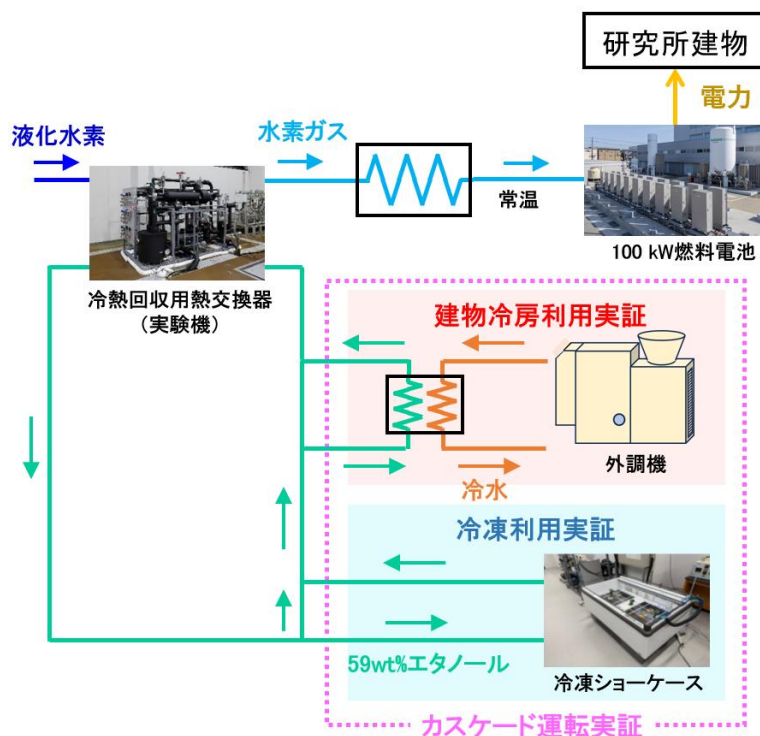 研究所建物
電力
液化水素
水素ガス
常温
100 kW燃料電池
冷熱回収用熱交換器
（実験機）
建物冷房利用実証
外調機
冷水
冷凍利用実証
59wt%エタノール
冷凍ショーケース
カスケード運転実証